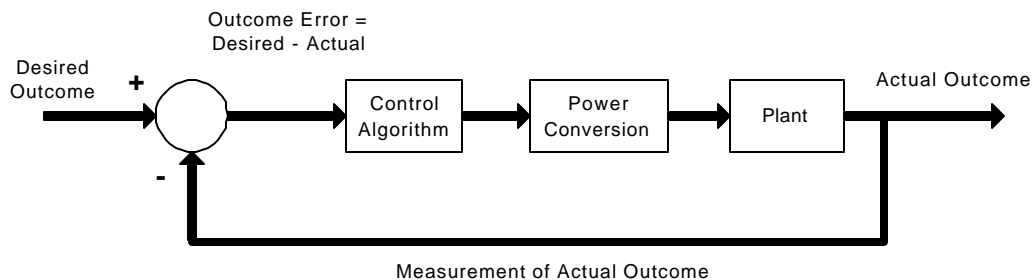 Outcome Error =
Desired - Actual
Desired
Outcome
+
-
Control
Algorithm
Power
Conversion
Plant
Actual Outcome
Measurement of Actual Outcome